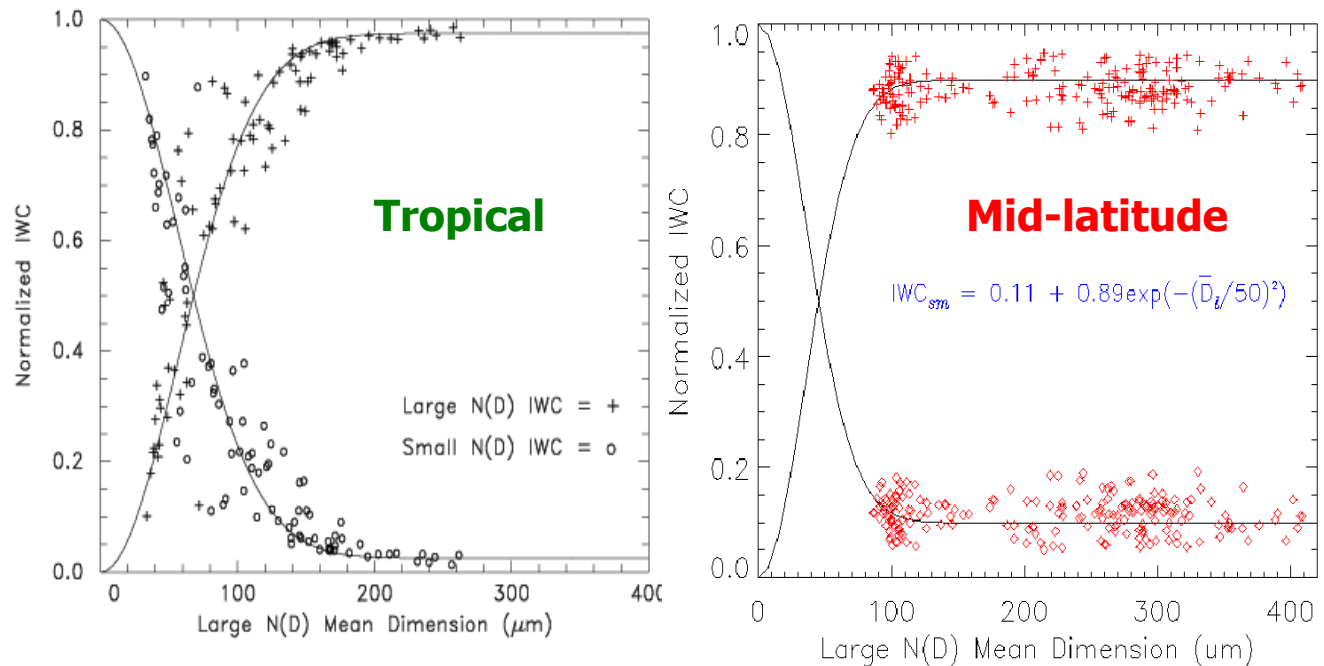 1.0
0.8
0.6
0.4
0.2
0.0
Normalized IWC
Tropical
Large N(D) IWC = +
Small N(D) IWC = o
0 100 200 300 400
Large N(D) Mean Dimension (μm)
1.0
0.8
0.6
0.4
0.2
0.0
Normalized IWC
Mid-latitude
IWC_sm = 0.11 + 0.89exp(-(D̅_l/50)²)
0 100 200 300 400
Large N(D) Mean Dimension (um)